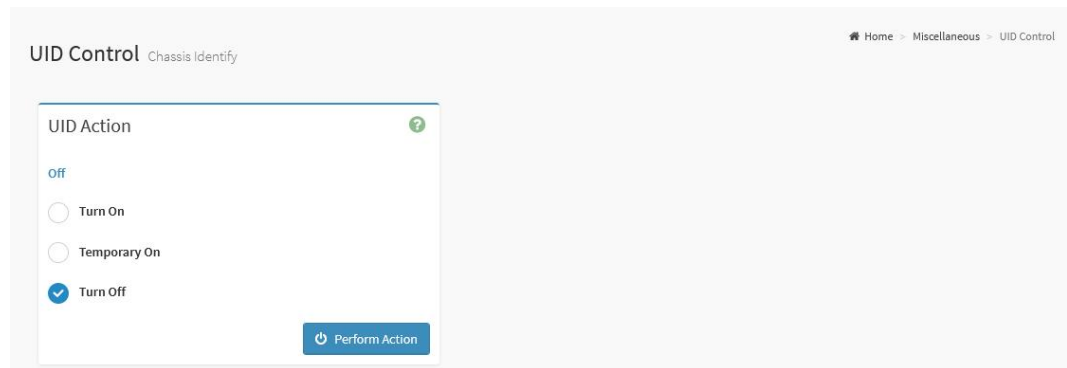 Home > Miscellaneous > UID Control
UID Control Chassis Identify
UID Action
Off
Turn On
Temporary On
Turn Off
Perform Action